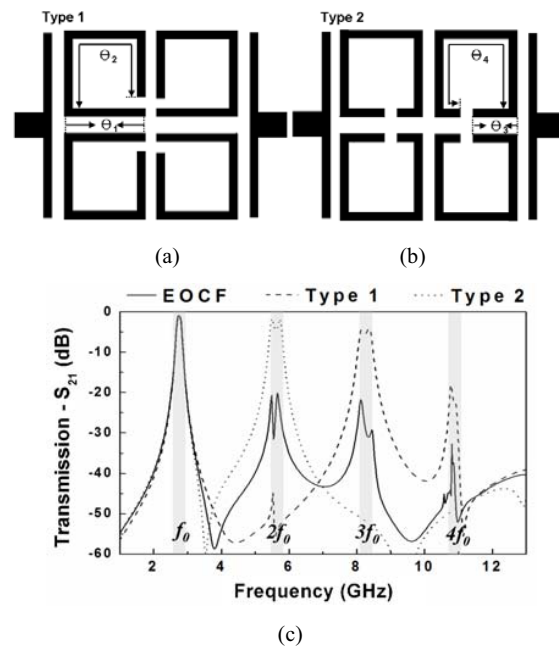 Type 1
Θ₂
Θ₁
(a)
Type 2
Θ₄
Θ₃
(b)
EOCF Type 1 Type 2
Transmission - S₂₁ (dB)
0
-10
-20
-30
-40
-50
-60
f₀ 2f₀ 3f₀ 4f₀
2 4 6 8 10 12
Frequency (GHz)
(c)